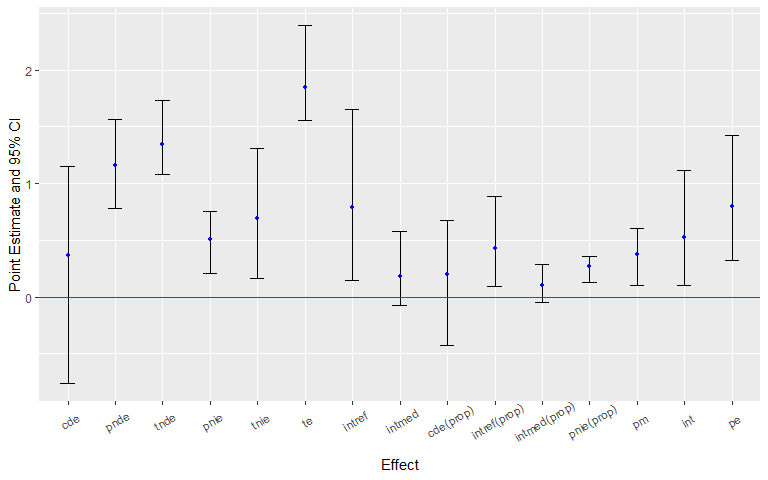 Point Estimate and 95% CI
2
1
0
cde pnde tnde pnie tnie te intref intmed cde(prop) intref(prop) intmed(prop) pnie(prop) pm int pe
Effect